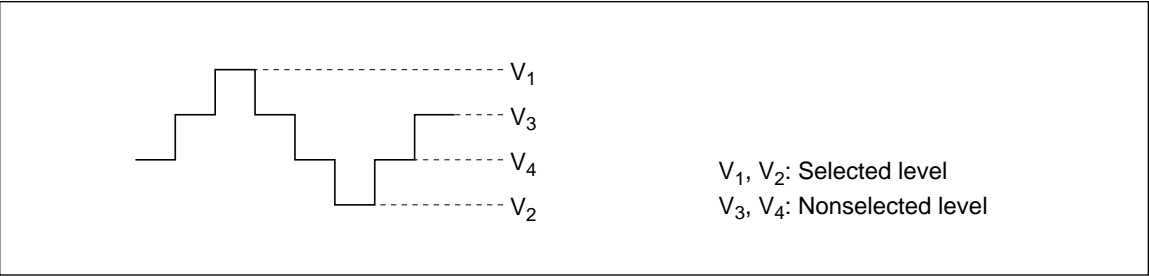 V1
V3
V4
V2
V1, V2: Selected level
V3, V4: Nonselected level